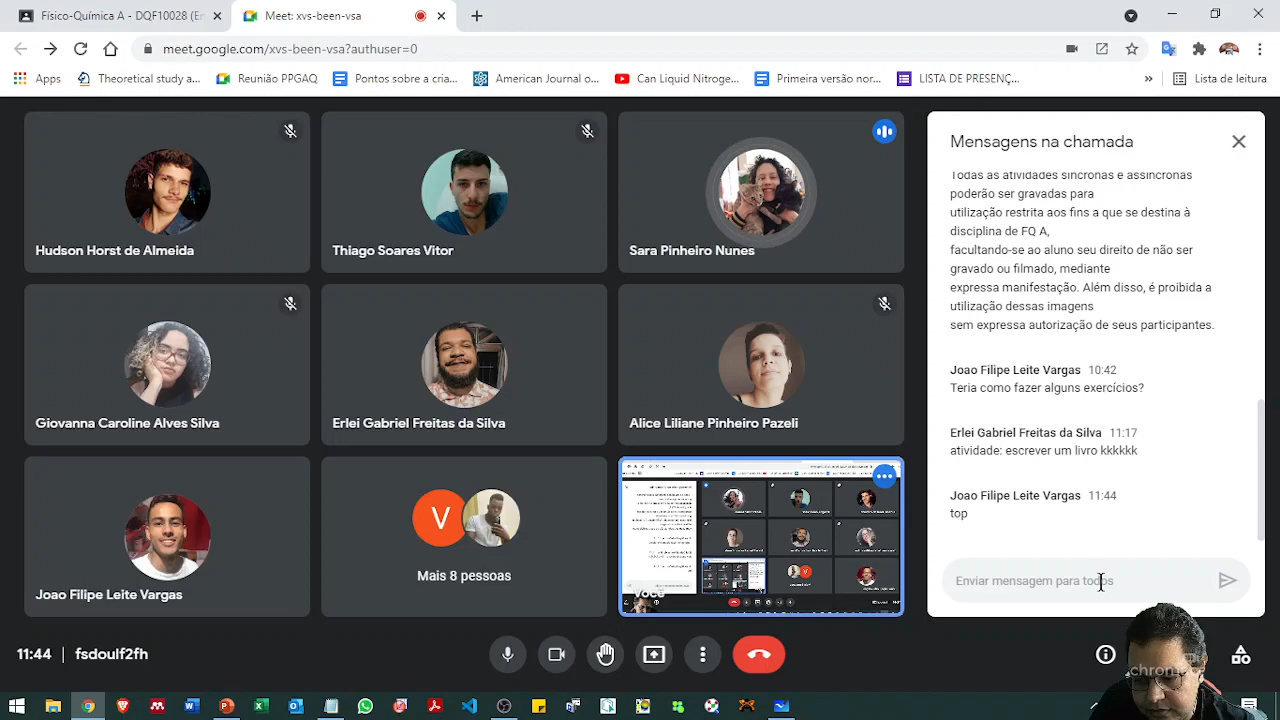 Físico-Química A - DQF10028 (Er
Meet: xvs-been-vsa
meet.google.com/xvs-been-vsa?authuser=0
Apps
Theoretical study a...
Reunião PPGAQ
Pontos sobre a cria...
American Journal o...
Can Liquid Nitroge...
Primeira versão nor...
LISTA DE PRESENÇ...
»
Lista de leitura
Hudson Horst de Almeida
Thiago Soares Vitor
Sara Pinheiro Nunes
Giovanna Caroline Alves Silva
Erlei Gabriel Freitas da Silva
Alice Liliane Pinheiro Pazeli
Joao Filipe Leite Vargas
V
Mais 8 pessoas
Você
Mensagens na chamada
Todas as atividades síncronas e assíncronas
poderão ser gravadas para
utilização restrita aos fins a que se destina à
disciplina de FQ A,
facultando-se ao aluno seu direito de não ser
gravado ou filmado, mediante
expressa manifestação. Além disso, é proibida a
utilização dessas imagens
sem expressa autorização de seus participantes.
Joao Filipe Leite Vargas 10:42
Teria como fazer alguns exercícios?
Erlei Gabriel Freitas da Silva 11:17
atividade: escrever um livro kkkkkk
Joao Filipe Leite Vargas 11:44
top
Enviar mensagem para todos
11:44 | fsdoulf2fh